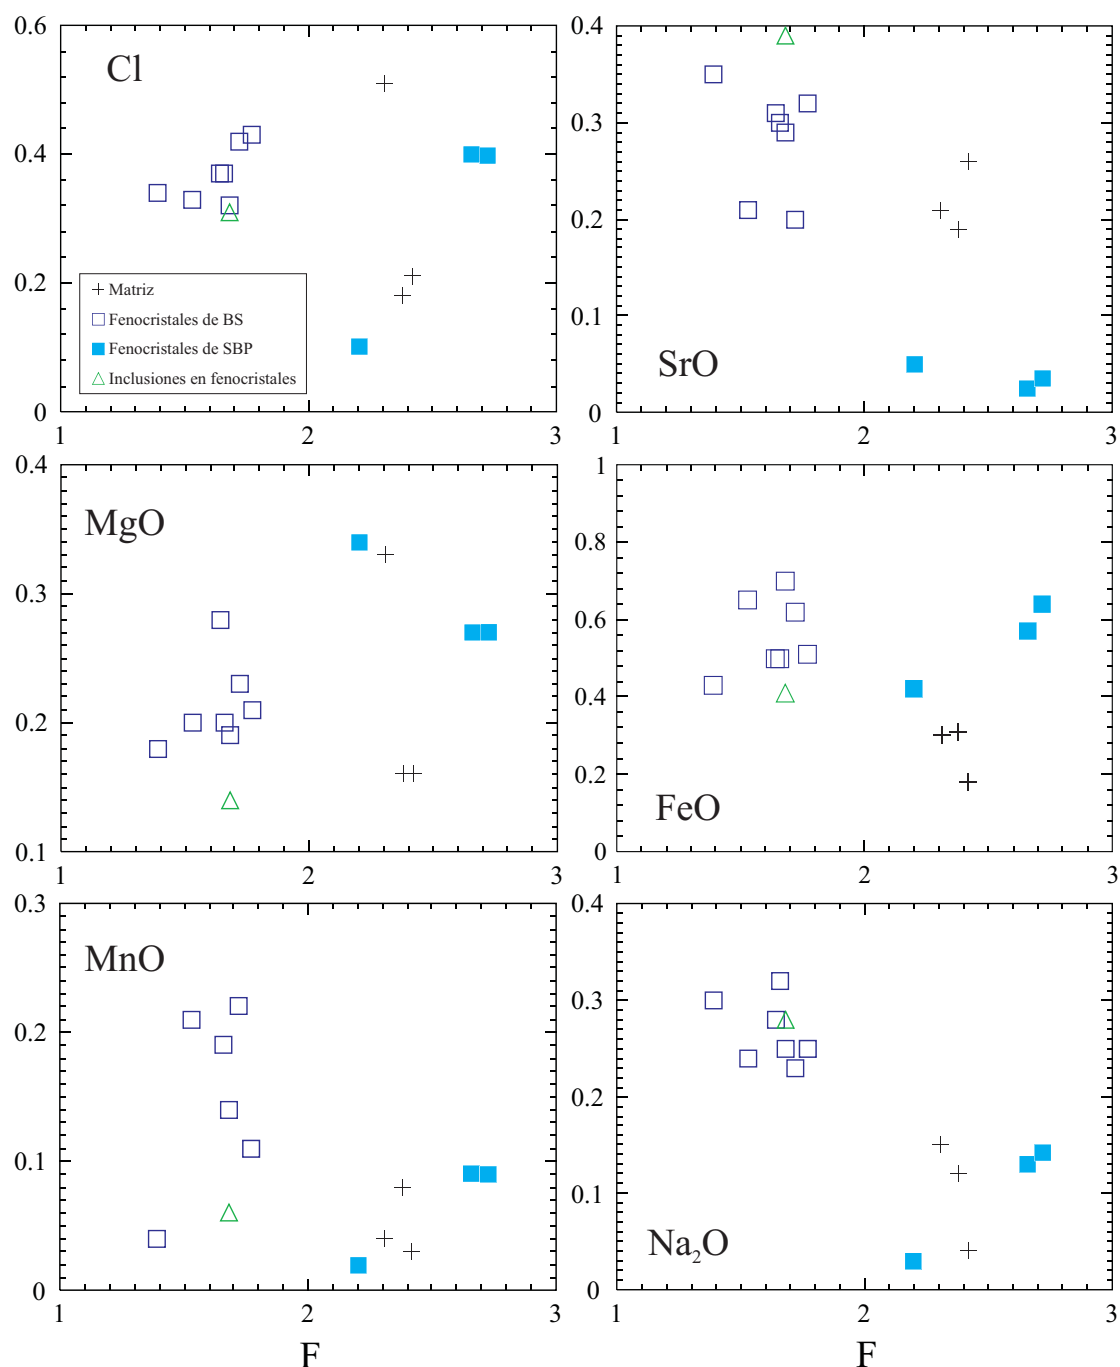 0.6
Cl
0.4
0.2
0
Matriz
Fenocristales de BS
Fenocristales de SBP
Inclusiones en fenocristales
1 2 3
0.4
0.3
0.2
0.1
0
SrO
1 2 3
0.4
MgO
0.3
0.2
0.1
1 2 3
1
0.8
0.6
0.4
0.2
0
FeO
1 2 3
0.3
MnO
0.2
0.1
0
1 2 3
F
0.4
0.3
0.2
0.1
0
Na₂O
1 2 3
F